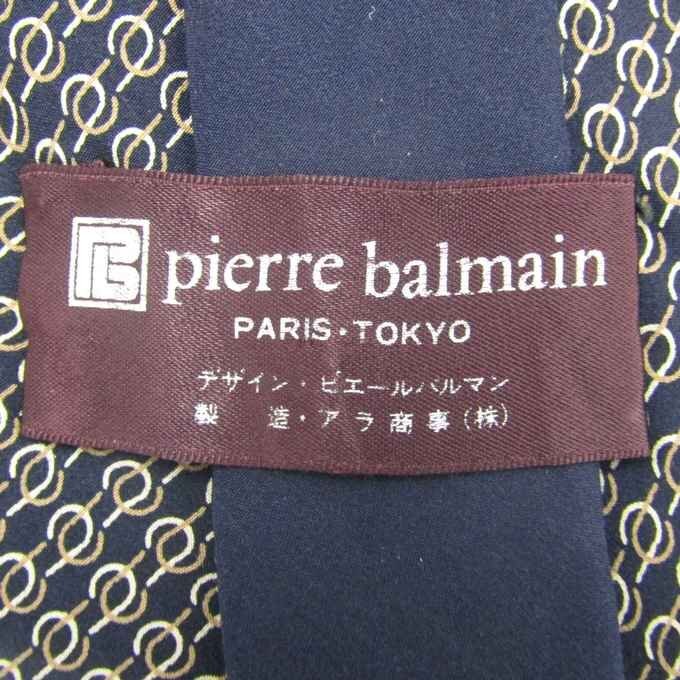 PB pierre balmain
PARIS・TOKYO
デザイン・ピエールバルマン
製 造・アラ商事(株)